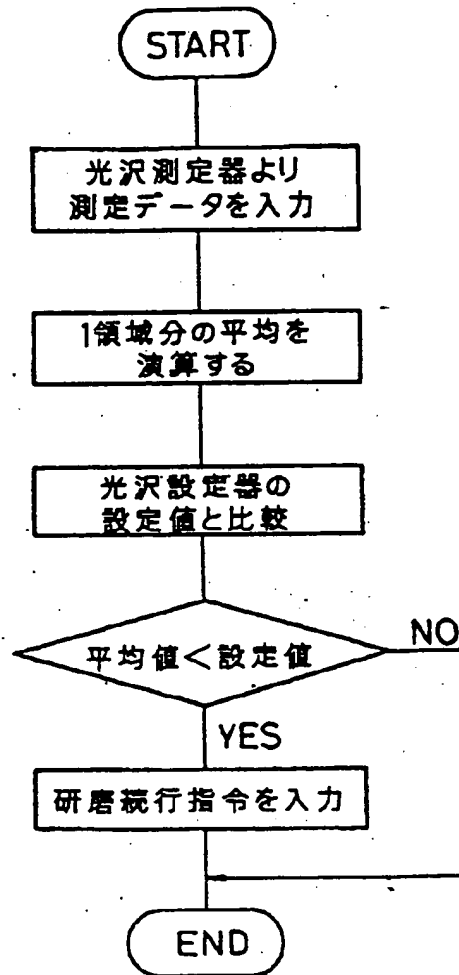 START
光沢測定器より
測定データを入力
1領域分の平均を
演算する
光沢設定器の
設定値と比較
平均値<設定値
NO
YES
研磨続行指令を入力
END